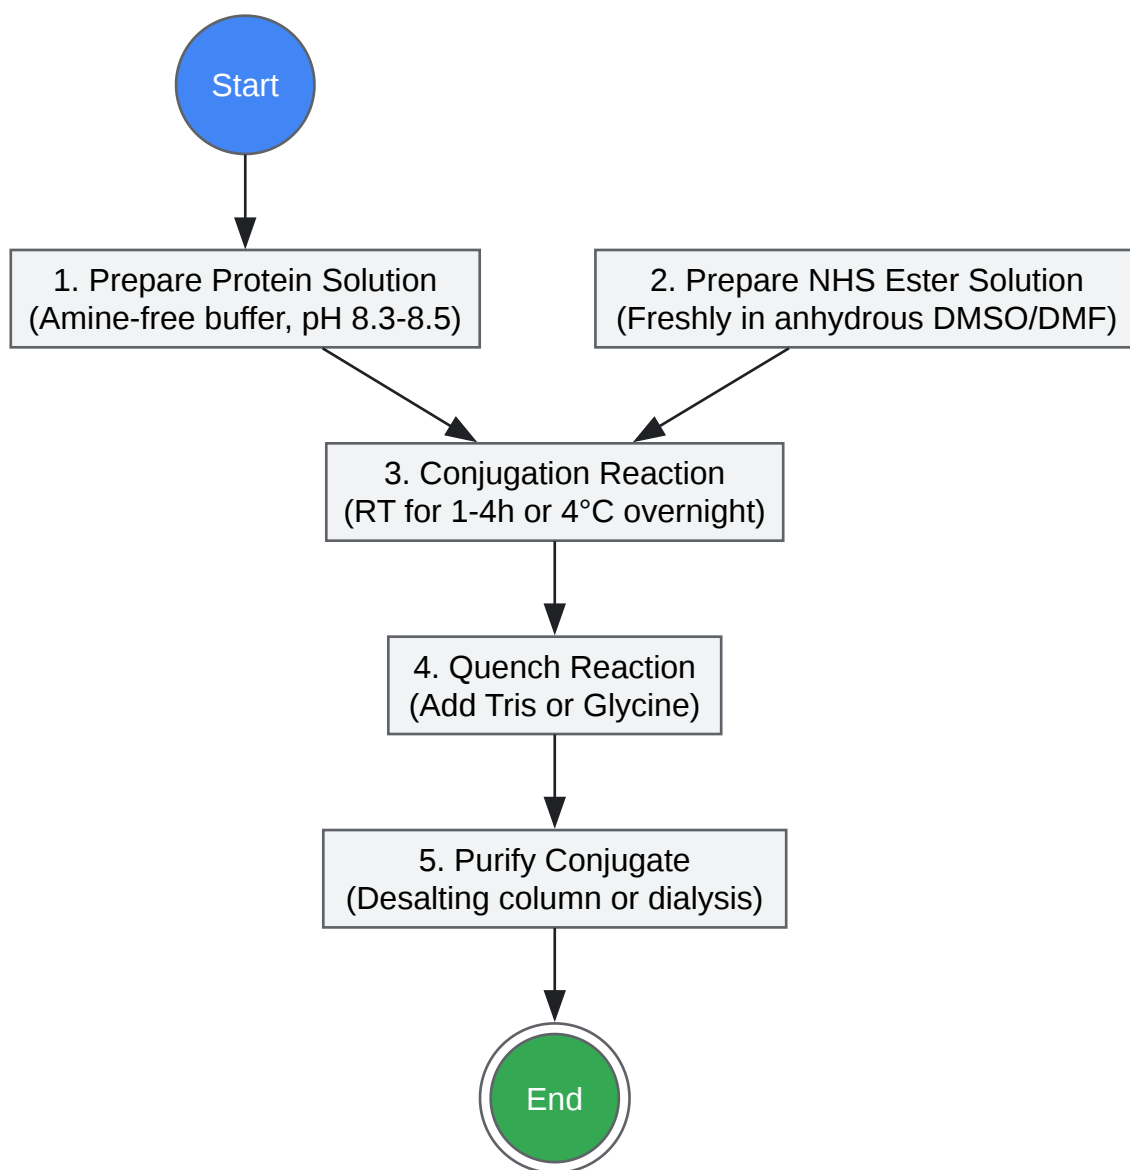 Start
1. Prepare Protein Solution
(Amine-free buffer, pH 8.3-8.5)
2. Prepare NHS Ester Solution
(Freshly in anhydrous DMSO/DMF)
3. Conjugation Reaction
(RT for 1-4h or 4°C overnight)
4. Quench Reaction
(Add Tris or Glycine)
5. Purify Conjugate
(Desalting column or dialysis)
End